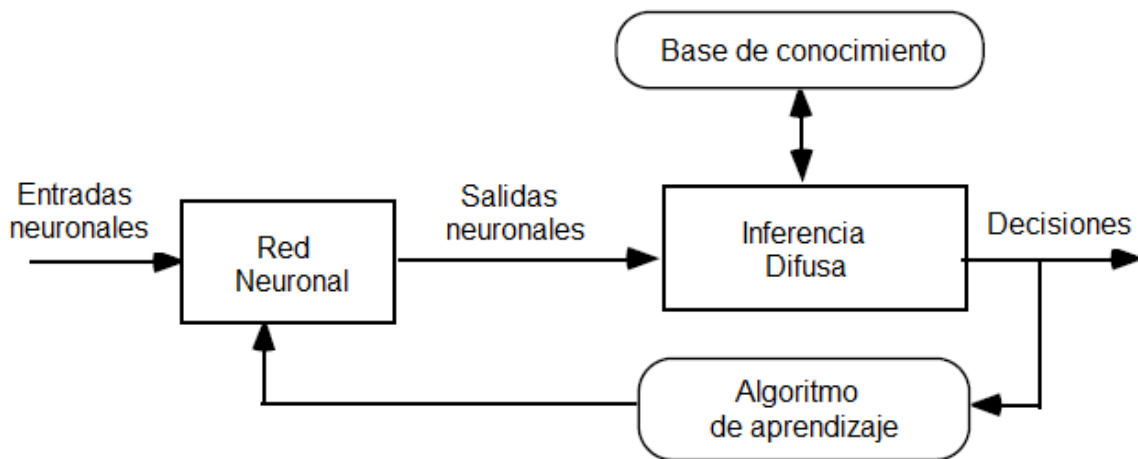 Base de conocimiento
Entradas
neuronales
Red
Neuronal
Salidas
neuronales
Inferencia
Difusa
Decisiones
Algoritmo
de aprendizaje